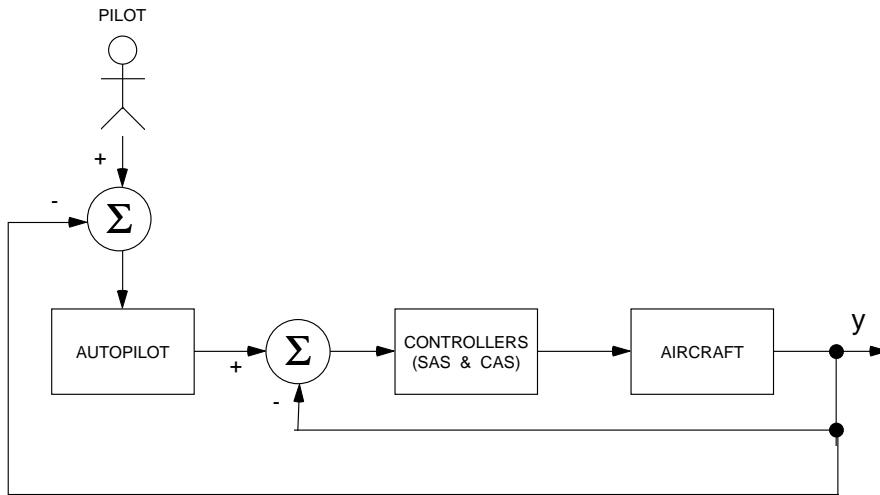 PILOT
+
-
Σ
AUTOPILOT
+
Σ
-
CONTROLLERS
(SAS & CAS)
AIRCRAFT
y